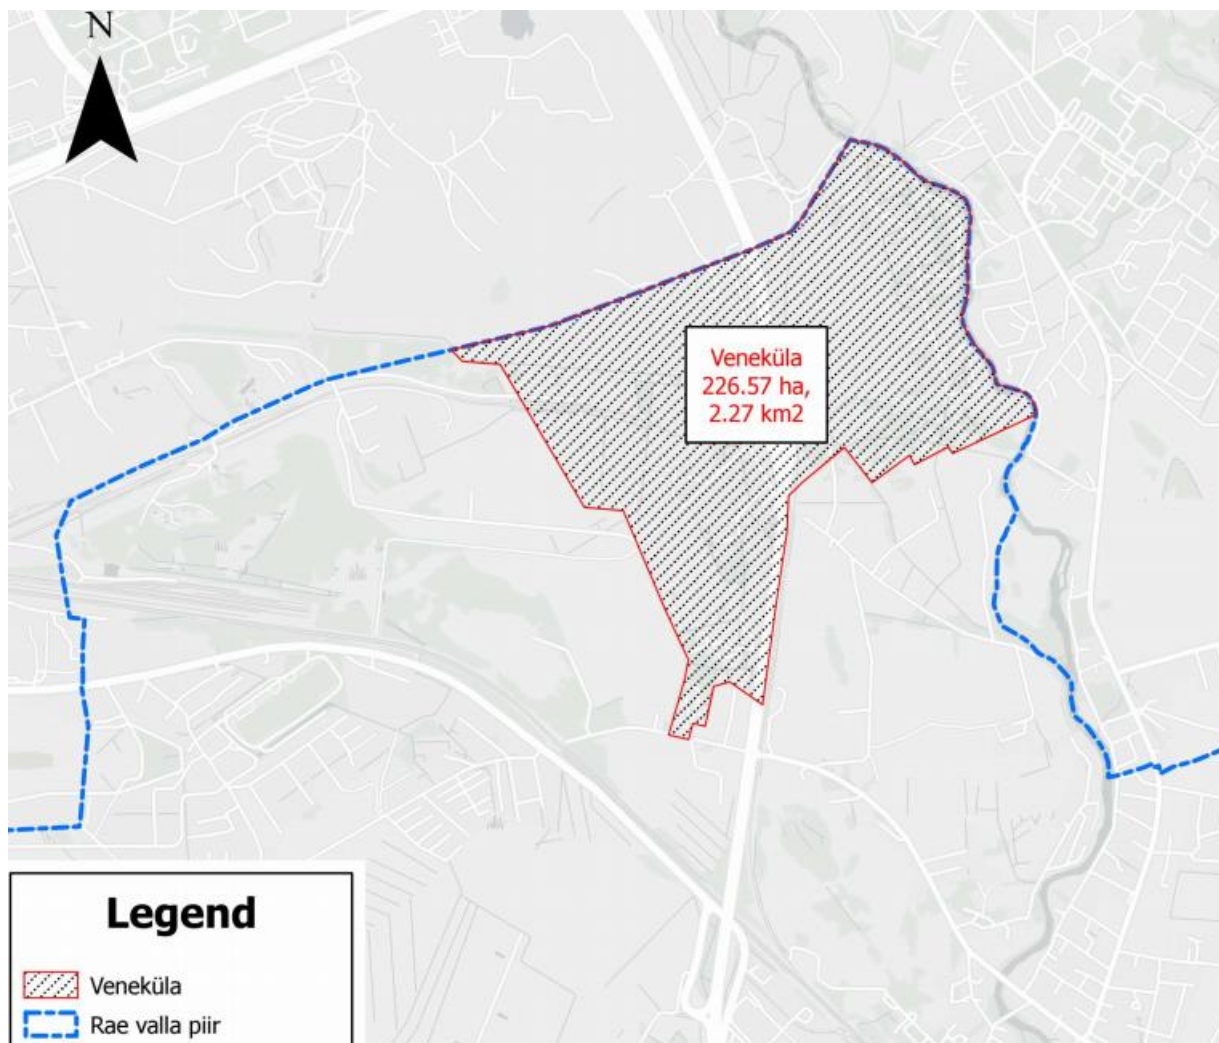 N
Veneküla
226.57 ha,
2.27 km2
Legend
Veneküla
Rae valla piir